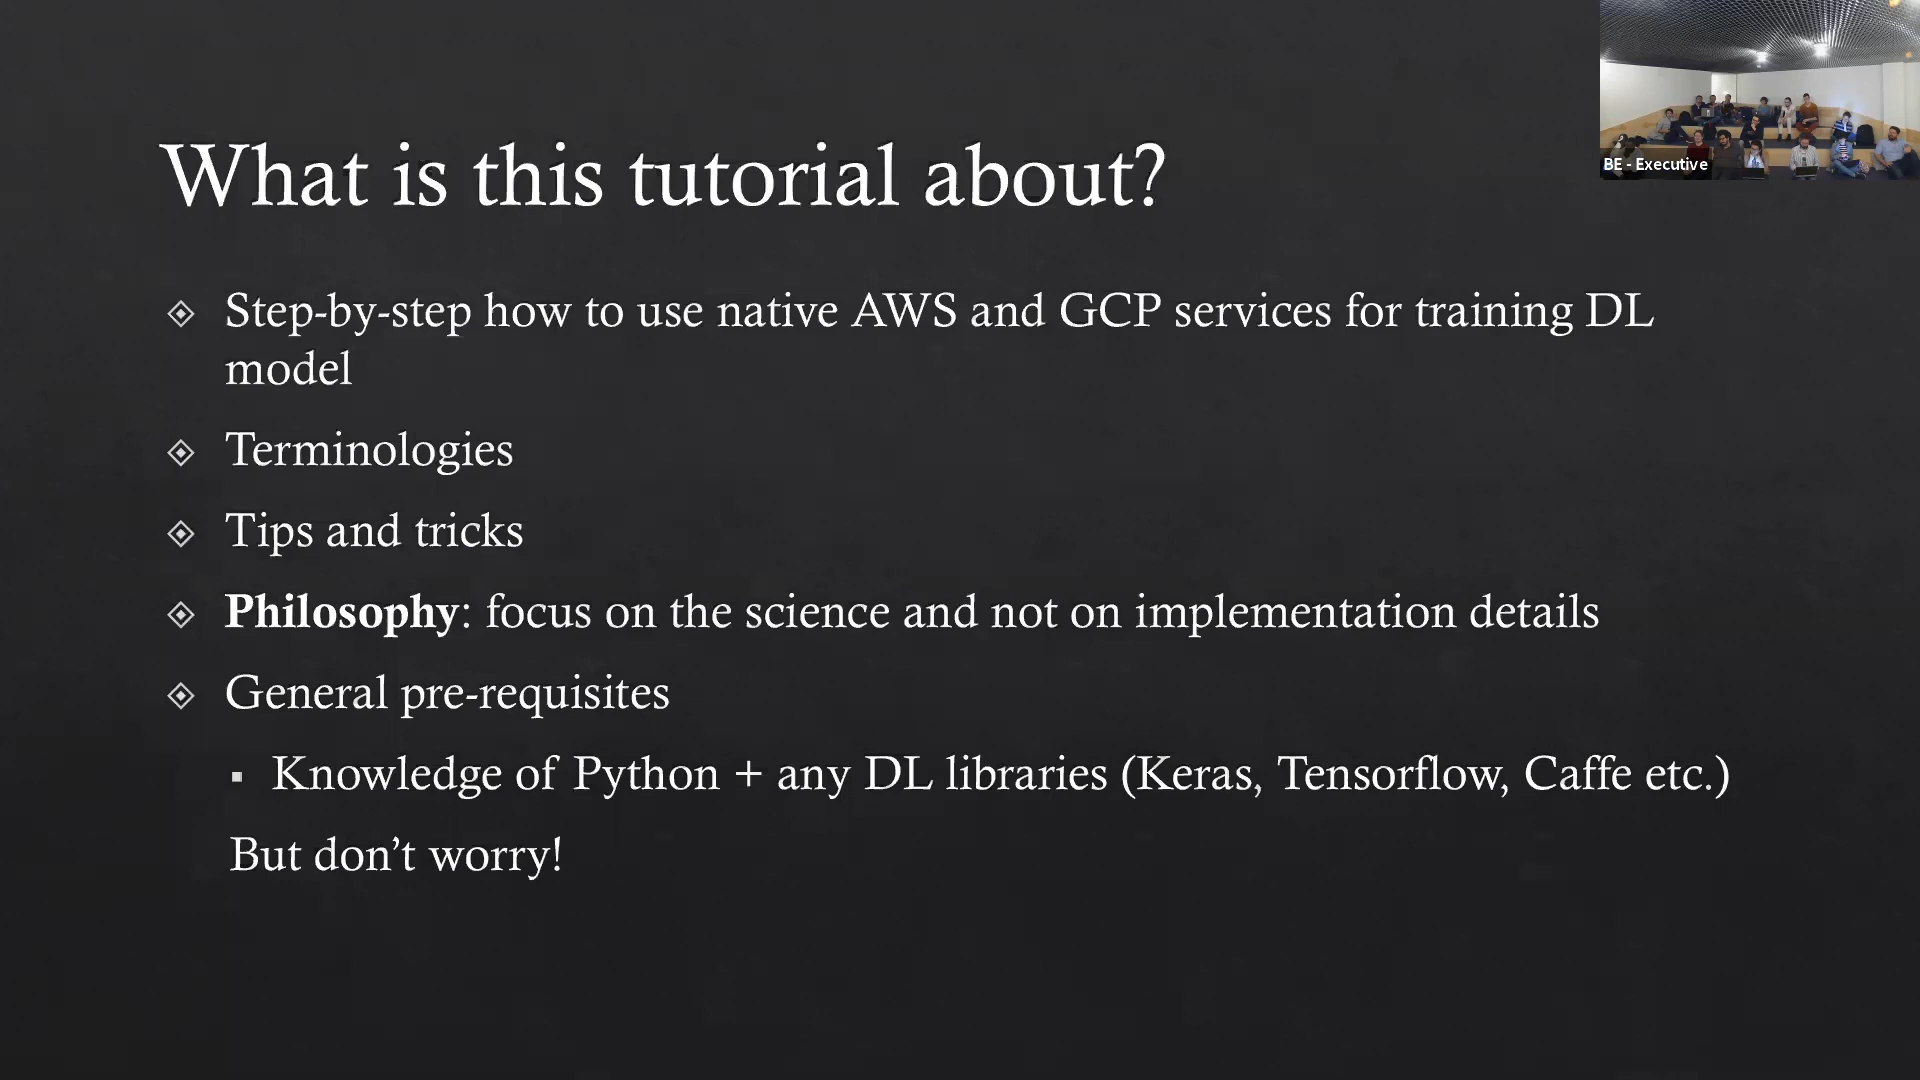 What is this tutorial about?
Step-by-step how to use native AWS and GCP services for training DL
model
Terminologies
Tips and tricks
Philosophy: focus on the science and not on implementation details
General pre-requisites
Knowledge of Python + any DL libraries (Keras, Tensorflow, Caffe etc.)
But don’t worry!
BE - Executive